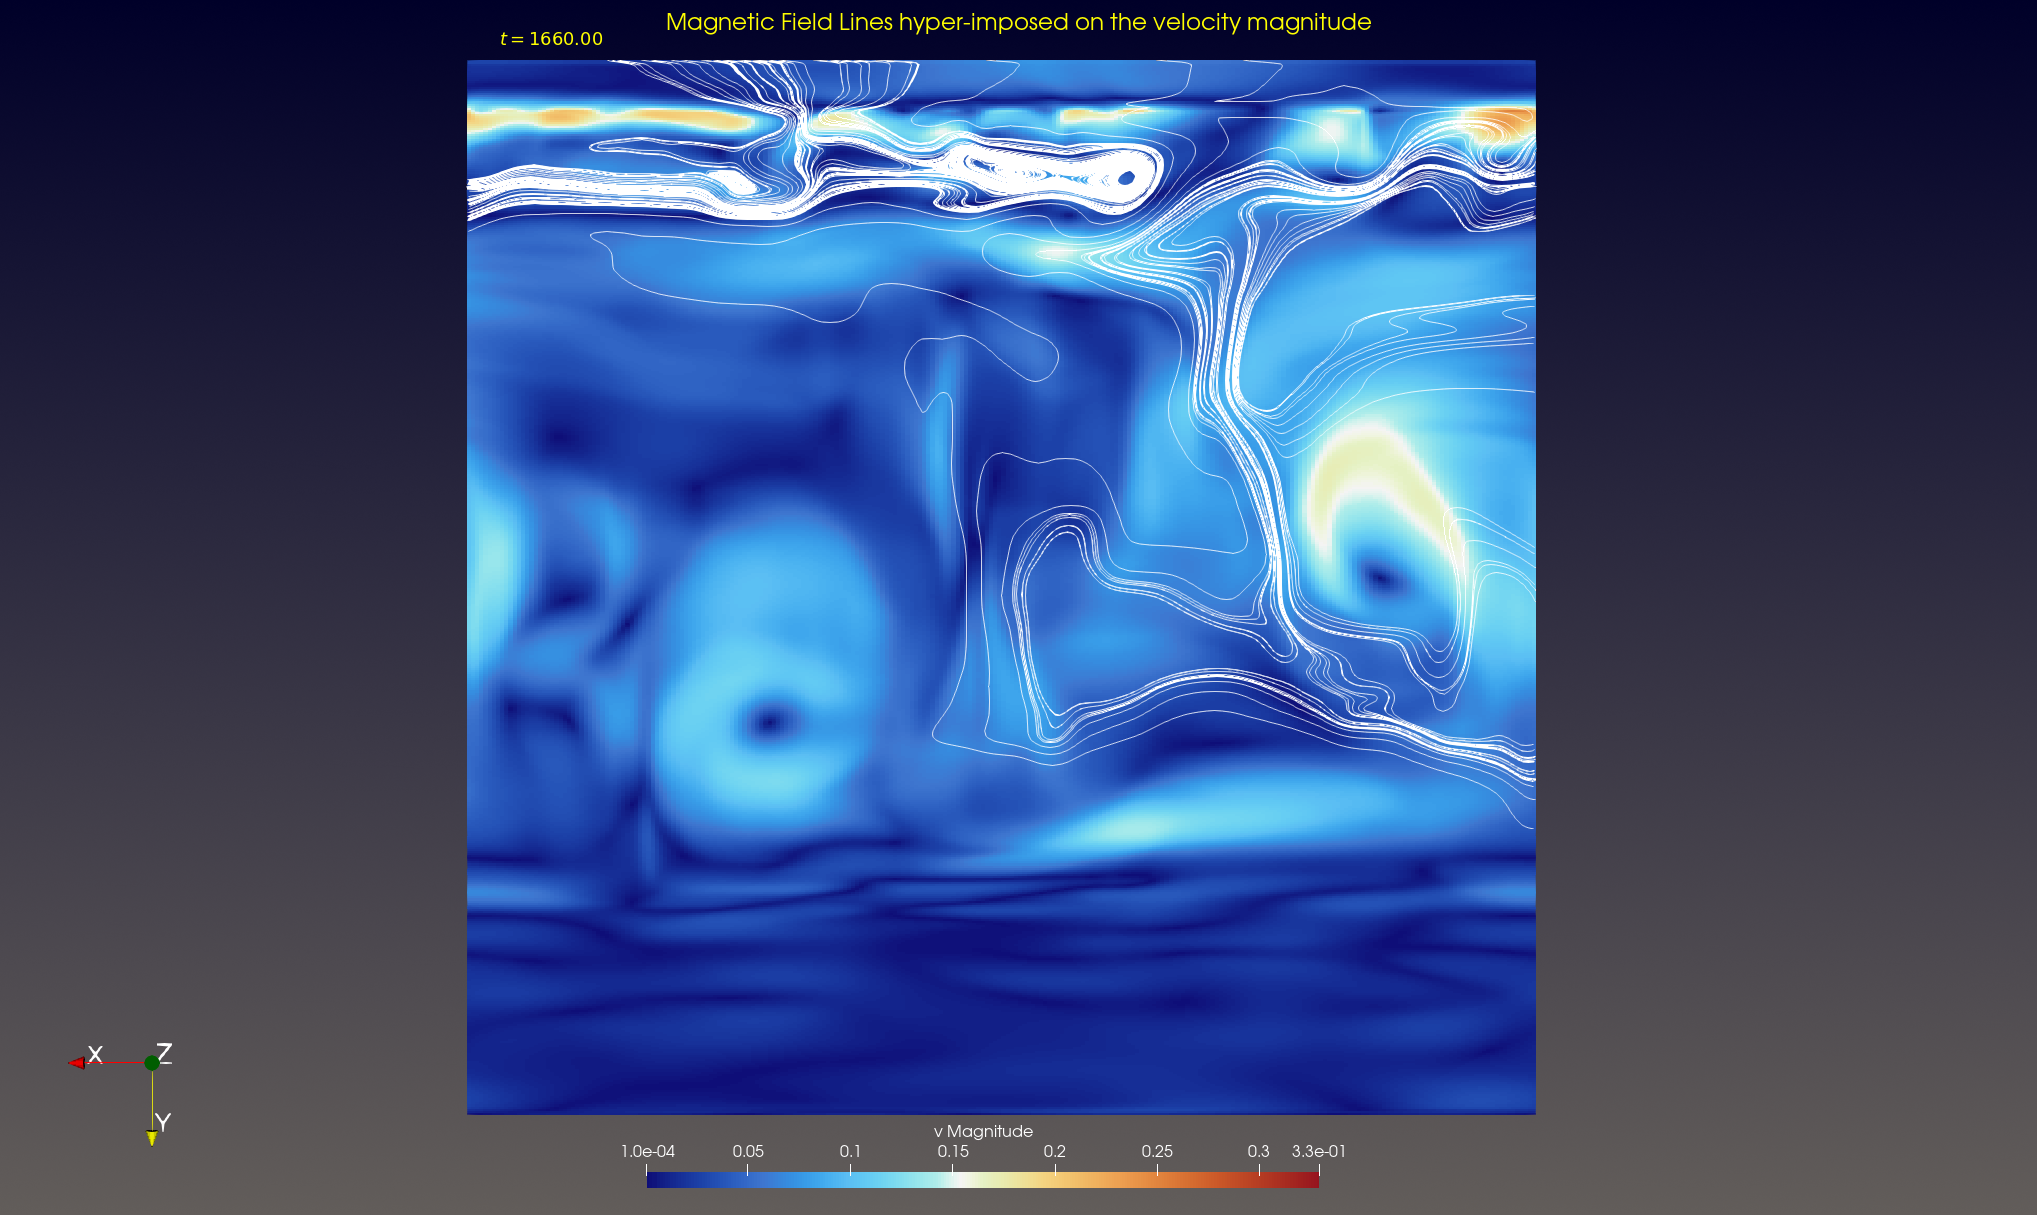 Magnetic Field Lines hyper-imposed on the velocity magnitude
t = 1660.00
X Z
Y
v Magnitude
1.0e-04 0.05 0.1 0.15 0.2 0.25 0.3 3.3e-01